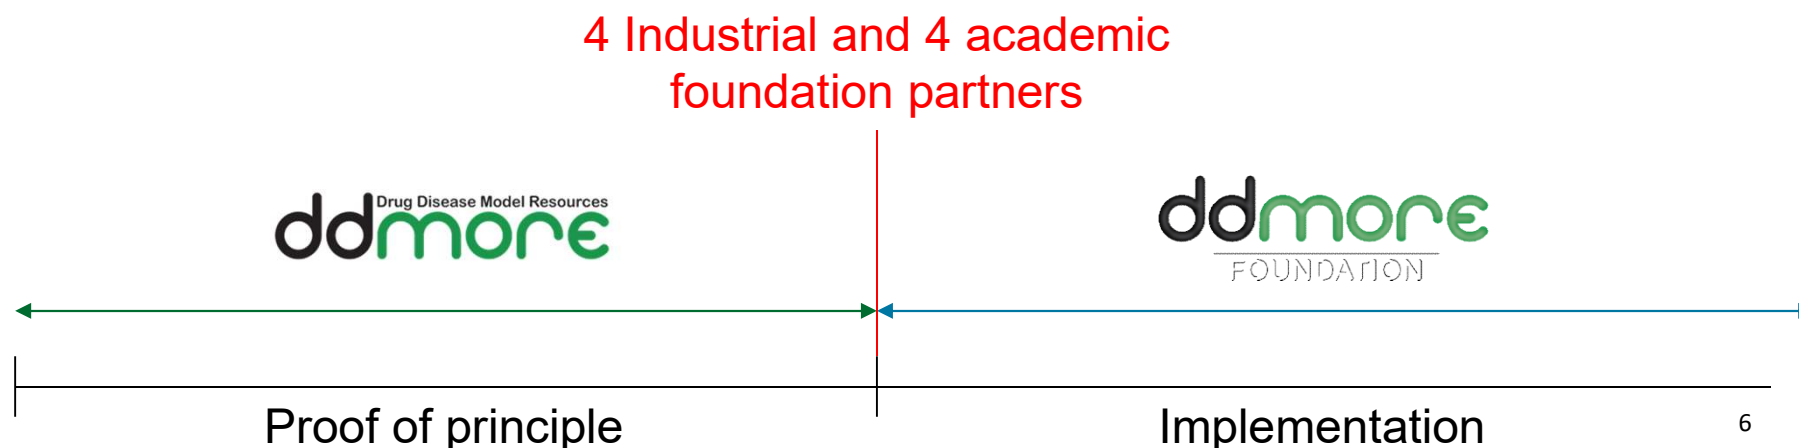 4 Industrial and 4 academic
foundation partners
Drug Disease Model Resources
ddmore
ddmore
FOUNDATION
Proof of principle
Implementation
6